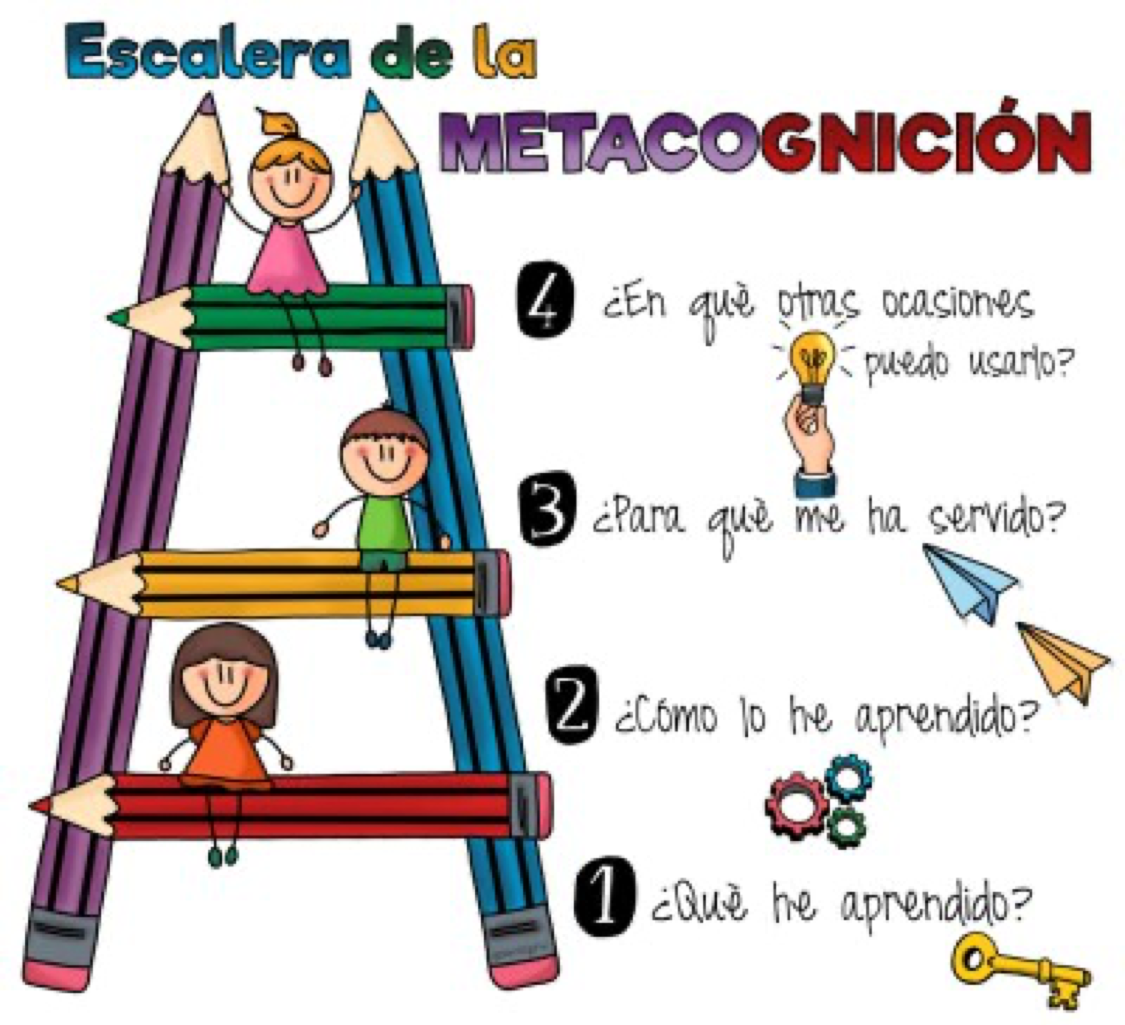 Escalera de la
METACOGNICIÓN
4 ¿En què otras ocasiones
puedo usarlo?
3 ¿Para què me ha servido?
2 ¿Cómo lo he aprendido?
1 ¿Què he aprendido?